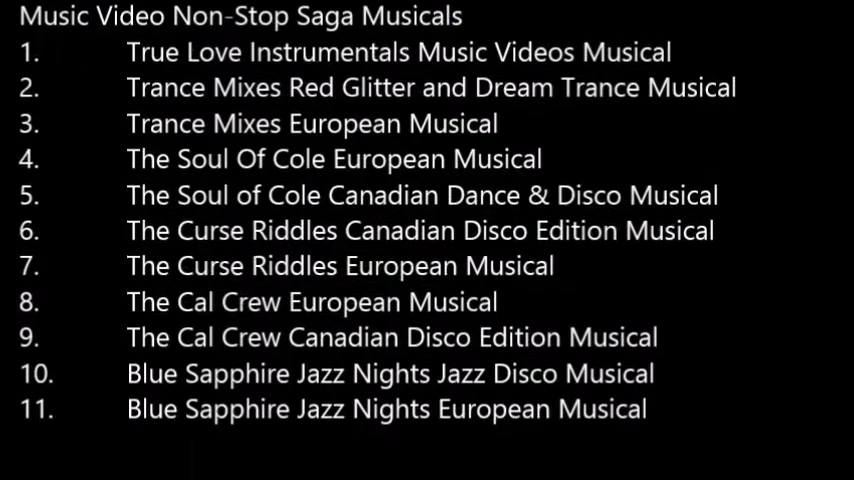 Music Video Non-Stop Saga Musicals
1. True Love Instrumentals Music Videos Musical
2. Trance Mixes Red Glitter and Dream Trance Musical
3. Trance Mixes European Musical
4. The Soul Of Cole European Musical
5. The Soul of Cole Canadian Dance & Disco Musical
6. The Curse Riddles Canadian Disco Edition Musical
7. The Curse Riddles European Musical
8. The Cal Crew European Musical
9. The Cal Crew Canadian Disco Edition Musical
10. Blue Sapphire Jazz Nights Jazz Disco Musical
11. Blue Sapphire Jazz Nights European Musical